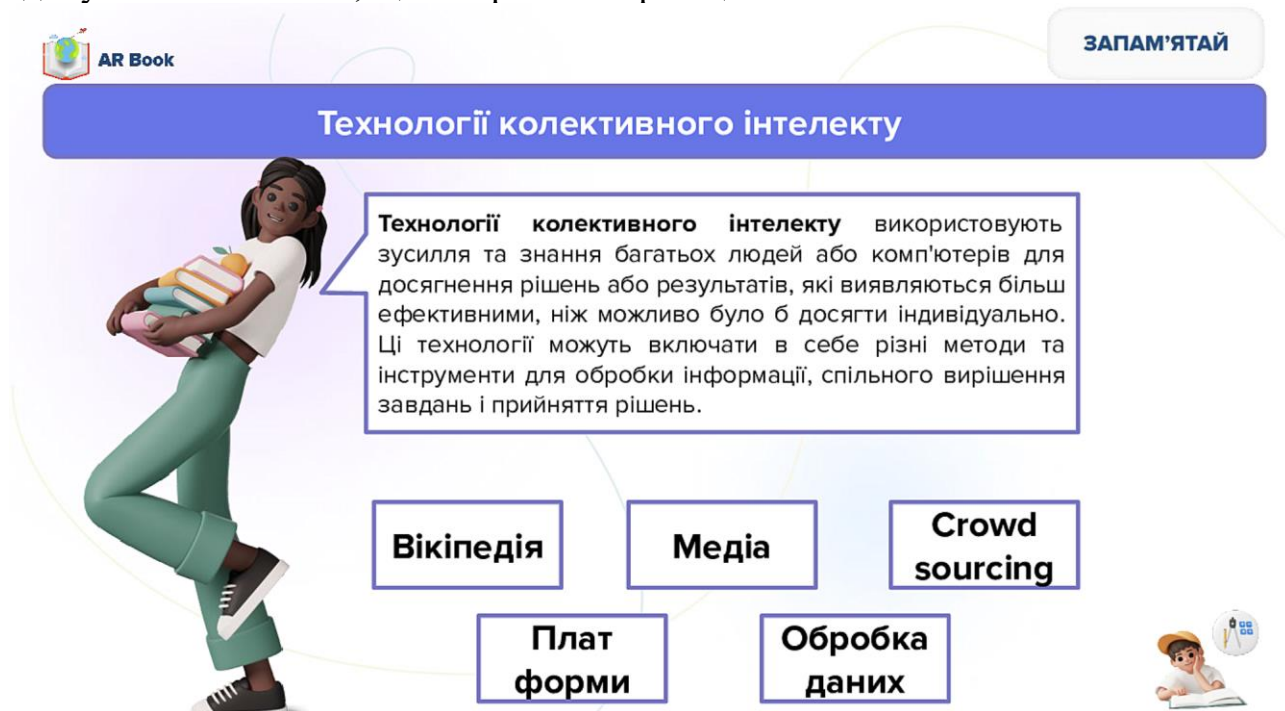 AR Book
ЗАПАМ’ЯТАЙ
Технології колективного інтелекту
Технології колективного інтелекту використовують
зусилля та знання багатьох людей або комп'ютерів для
досягнення рішень або результатів, які виявляються більш
ефективними, ніж можливо було б досягти індивідуально.
Ці технології можуть включати в себе різні методи та
інструменти для обробки інформації, спільного вирішення
завдань і прийняття рішень.
Вікіпедія
Медіа
Crowd
sourcing
Плат
форми
Обробка
даних